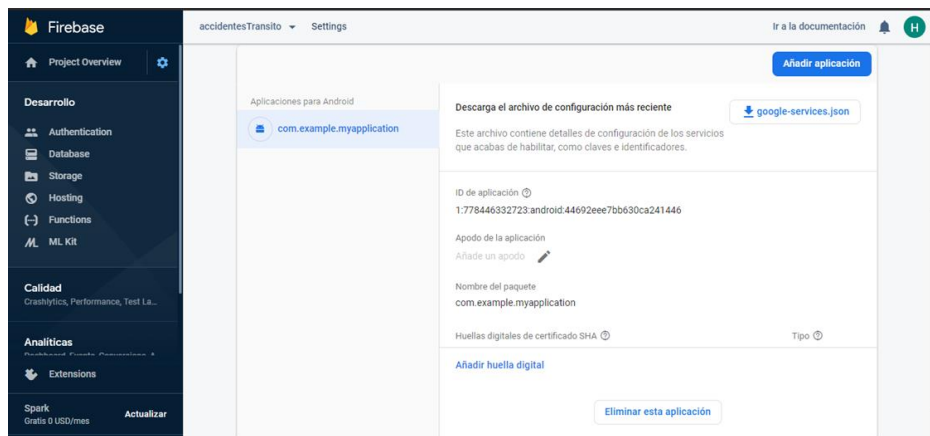 Firebase
accidentesTransito
Settings
Ir a la documentación
H
Project Overview
Añadir aplicación
Desarrollo
Authentication
Database
Storage
Hosting
Functions
ML Kit
Calidad
Crashlytics, Performance, Test La...
Analíticas
Dashboard, Events, Conversions, A...
Extensions
Spark
Gratis 0 USD/mes
Actualizar
Aplicaciones para Android
com.example.myapplication
Descarga el archivo de configuración más reciente
google-services.json
Este archivo contiene detalles de configuración de los servicios
que acabas de habilitar, como claves e identificadores.
ID de aplicación
1:778446332723:android:44692eee7bb630ca241446
Apodo de la aplicación
Añade un apodo
Nombre del paquete
com.example.myapplication
Huellas digitales de certificado SHA
Tipo
Añadir huella digital
Eliminar esta aplicación